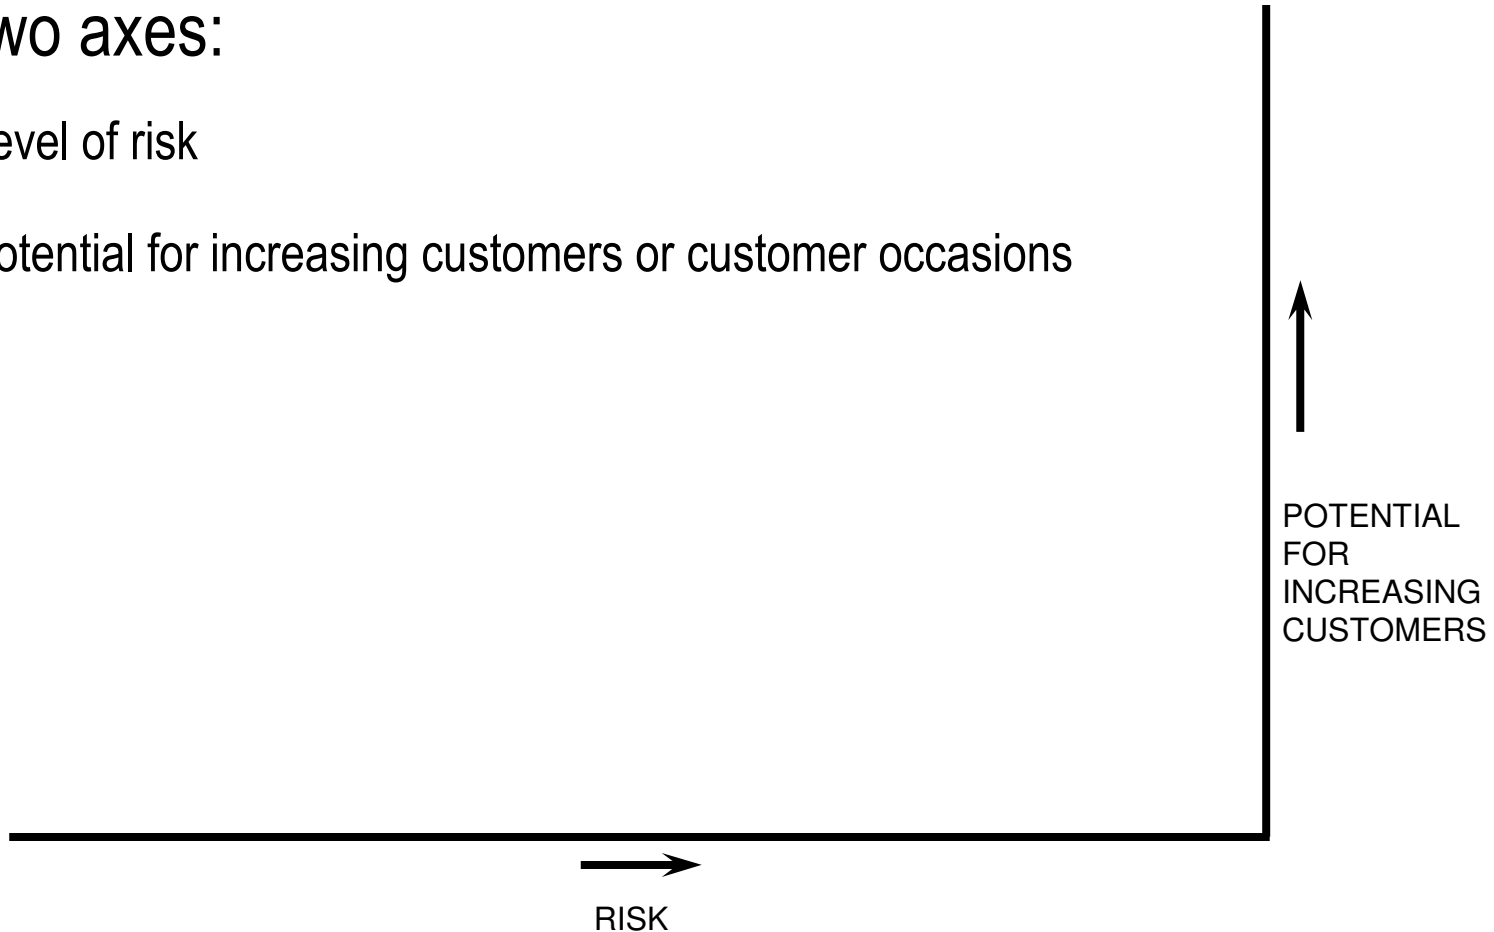 wo axes:
evel of risk
otential for increasing customers or customer occasions
POTENTIAL
FOR
INCREASING
CUSTOMERS
RISK